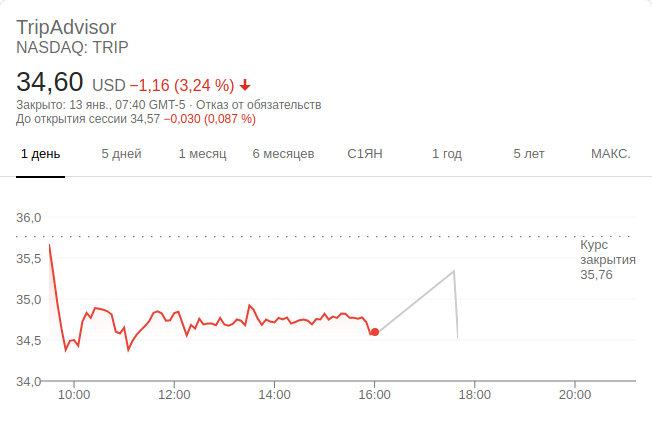 TripAdvisor
NASDAQ: TRIP
34,60 USD −1,16 (3,24 %)
Закрыто: 13 янв., 07:40 GMT-5 · Отказ от обязательств
До открытия сессии 34,57 −0,030 (0,087 %)
1 день 5 дней 1 месяц 6 месяцев С1ЯН 1 год 5 лет МАКС.
36,0
35,5
35,0
34,5
34,0
Курс
закрытия
35,76
10:00 12:00 14:00 16:00 18:00 20:00